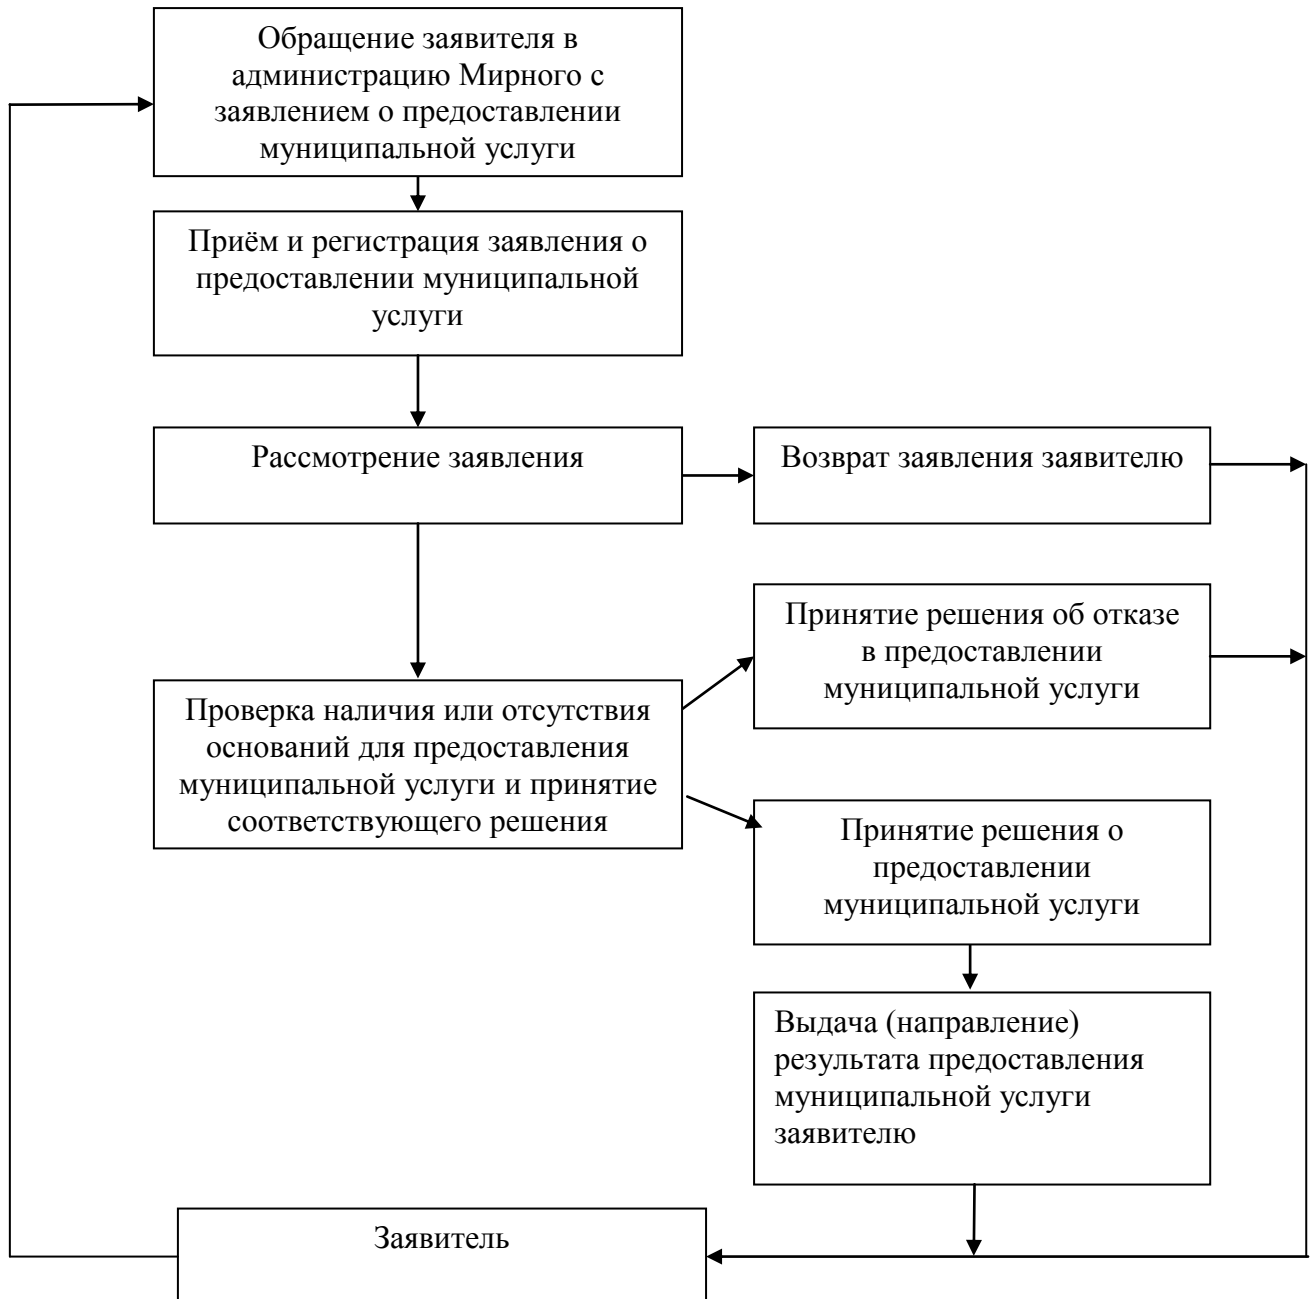 Обращение заявителя в
администрацию Мирного с
заявлением о предоставлении
муниципальной услуги
Приём и регистрация заявления о
предоставлении муниципальной
услуги
Рассмотрение заявления
Возврат заявления заявителю
Принятие решения об отказе
в предоставлении
муниципальной услуги
Проверка наличия или отсутствия
оснований для предоставления
муниципальной услуги и принятие
соответствующего решения
Принятие решения о
предоставлении
муниципальной услуги
Выдача (направление)
результата предоставления
муниципальной услуги
заявителю
Заявитель